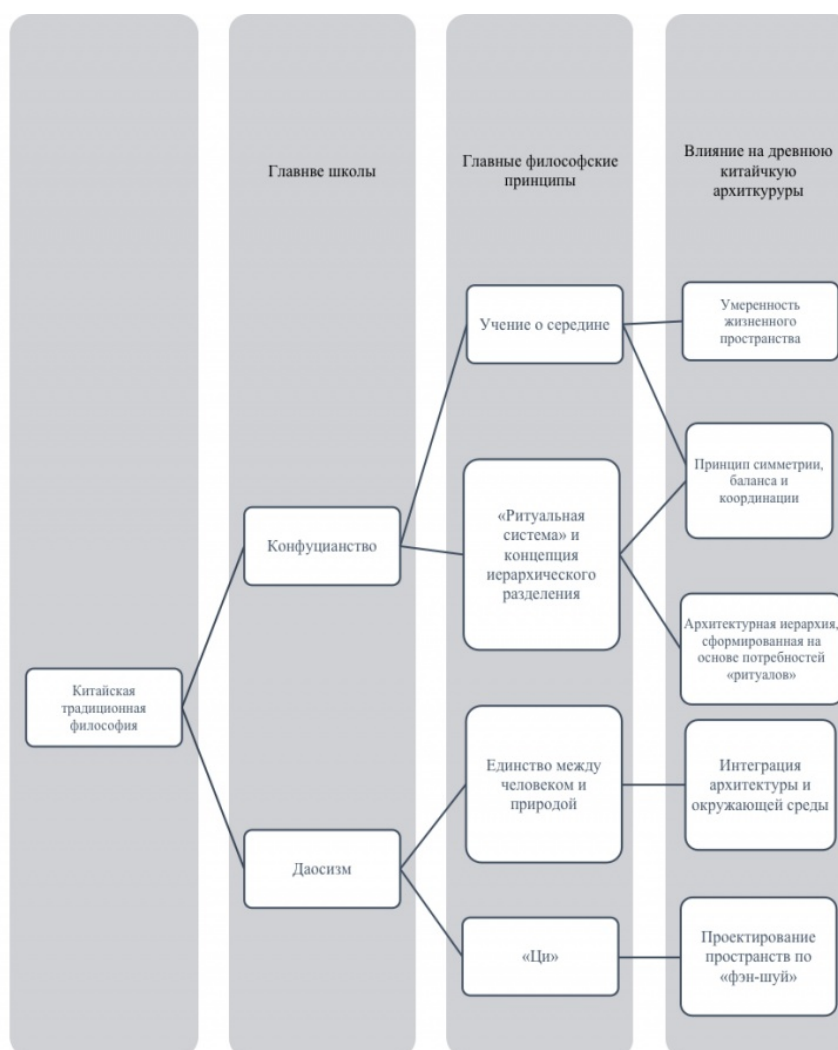 Главнве школы
Главные философские
принципы
Влияние на древнюю
китайчкую
архиткуруры
Учение о середине
Умеренность
жизненного
пространства
Принцип симметрии,
баланса и
координации
«Ритуальная
система» и
концепция
иерархического
разделения
Конфуцианство
Архитектурная иерархия,
сформированная на
основе потребностей
«ритуалов»
Китайская
традиционная
философия
Единство между
человеком и
природой
Интеграция
архитектуры и
окружающей среды
Даосизм
«Ци»
Проектирование
пространств по
«фэн-шуй»